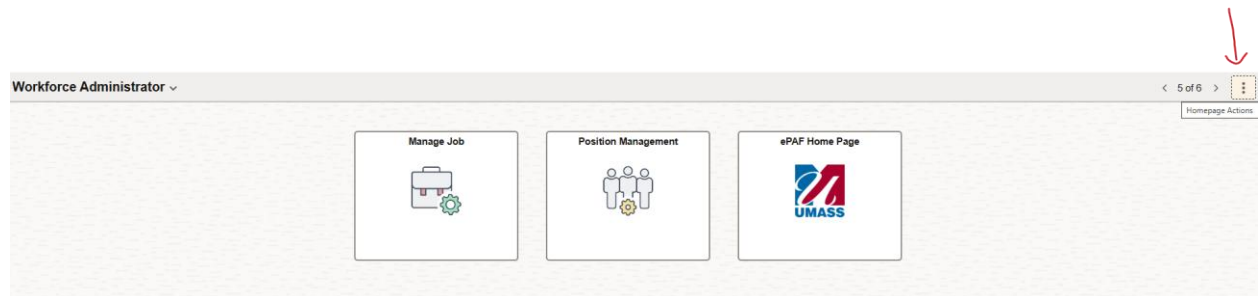 Workforce Administrator
5 of 6
Homepage Actions
Manage Job
Position Management
ePAF Home Page
UMASS